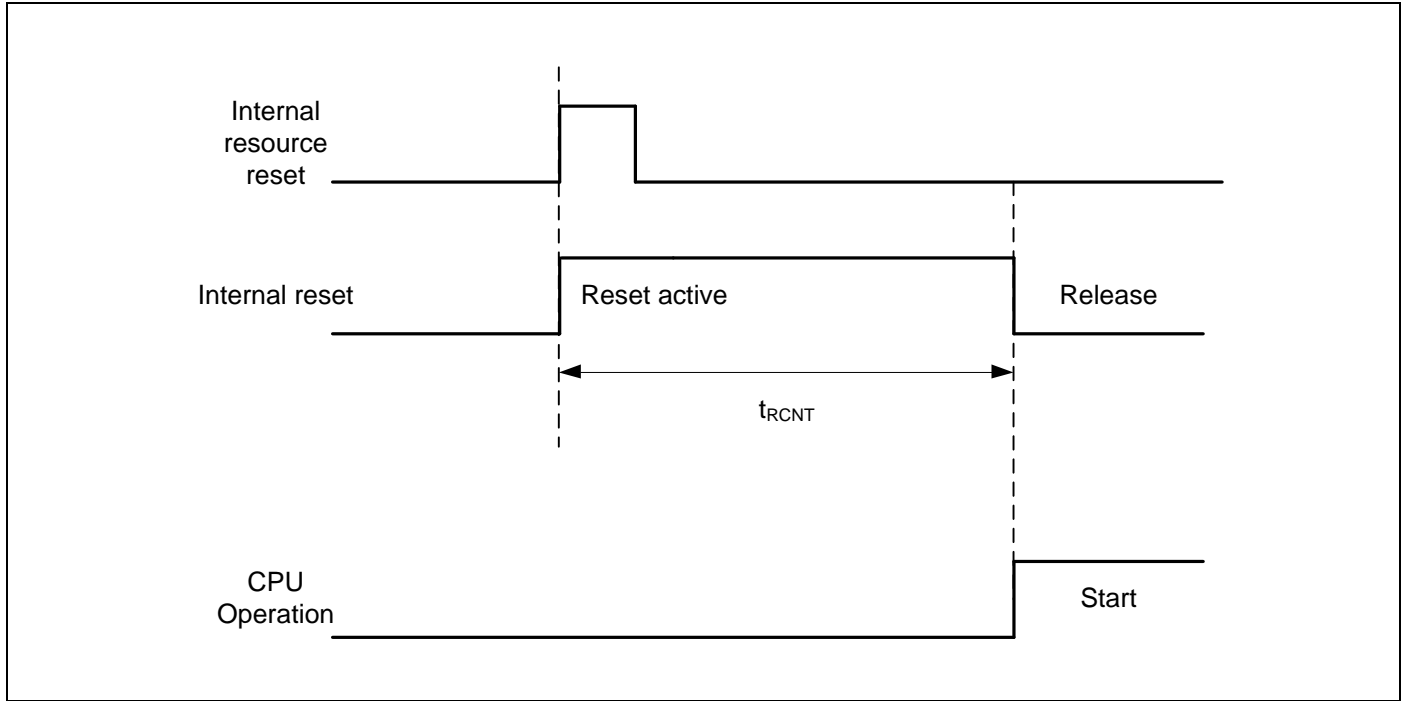 Internal
resource
reset
Internal reset
Reset active
Release
tRCNT
CPU
Operation
Start